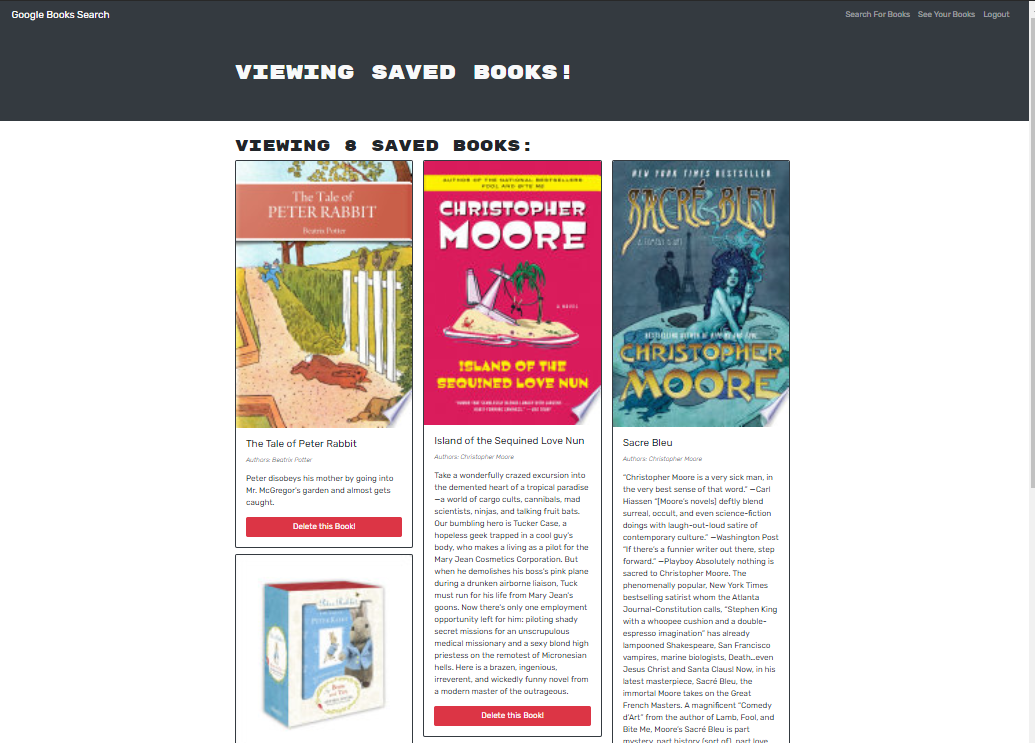 Google Books Search
Search For Books
See Your Books
Logout
VIEWING SAVED BOOKS!
VIEWING 8 SAVED BOOKS:
The Tale of
PETER RABBIT
Beatrix Potter
The Tale of Peter Rabbit
Authors: Beatrix Potter
Peter disobeys his mother by going into
Mr. McGregor's garden and almost gets
caught.
Delete this Book!
Peter Rabbit
AUTHOR OF THE NATIONAL BESTSELLERS
FOOL AND BITE ME
CHRISTOPHER
MOORE
A NOVEL
ISLAND OF THE
SEQUINED LOVE NUN
Island of the Sequined Love Nun
Authors: Christopher Moore
Take a wonderfully crazed excursion into
the demented heart of a tropical paradise
—a world of cargo cults, cannibals, mad
scientists, ninjas, and talking fruit bats.
Our bumbling hero is Tucker Case, a
hopeless geek trapped in a cool guy's
body, who makes a living as a pilot for the
Mary Jean Cosmetics Corporation. But
when he demolishes his boss's pink plane
during a drunken airborne liaison, Tuck
must run for his life from Mary Jean's
goons. Now there's only one employment
opportunity left for him: piloting shady
secret missions for an unscrupulous
medical missionary and a sexy blond high
priestess on the remotest of Micronesian
hells. Here is a brazen, ingenious,
irreverent, and wickedly funny novel from
a modern master of the outrageous.
Delete this Book!
NEW YORK TIMES BESTSELLER
SACRÉ BLEU
CHRISTOPHER
MOORE
Sacre Bleu
Authors: Christopher Moore
“Christopher Moore is a very sick man, in
the very best sense of that word.” —Carl
Hiassen “[Moore's novels] deftly blend
surreal, occult, and even science-fiction
doings with laugh-out-loud satire of
contemporary culture.” —Washington Post
“If there's a funnier writer out there, step
forward.” —Playboy Absolutely nothing is
sacred to Christopher Moore. The
phenomenally popular, New York Times
bestselling satirist whom the Atlanta
Journal-Constitution calls, “Stephen King
with a whoopee cushion and a double-
espresso imagination” has already
lampooned Shakespeare, San Francisco
vampires, marine biologists, Death…even
Jesus Christ and Santa Claus! Now, in his
latest masterpiece, Sacré Bleu, the
immortal Moore takes on the Great
French Masters. A magnificent “Comedy
d'Art” from the author of Lamb, Fool, and
Bite Me, Moore's Sacré Bleu is part
mystery, part history (sort of), part love